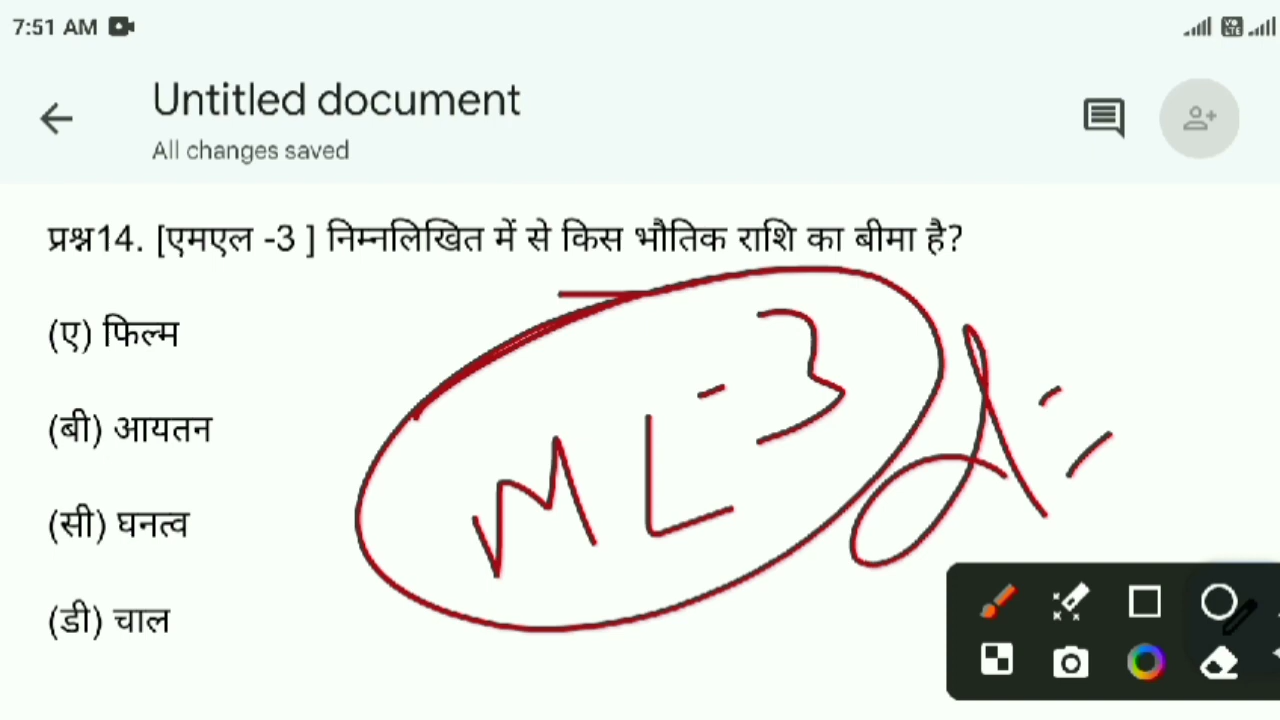 7:51 AM
Untitled document
All changes saved
प्रश्न14. [एमएल -3 ] निम्नलिखित में से किस भौतिक राशि का बीमा है?
(ए) फिल्म
(बी) आयतन
(सी) घनत्व
(डी) चाल
ML-3
d=